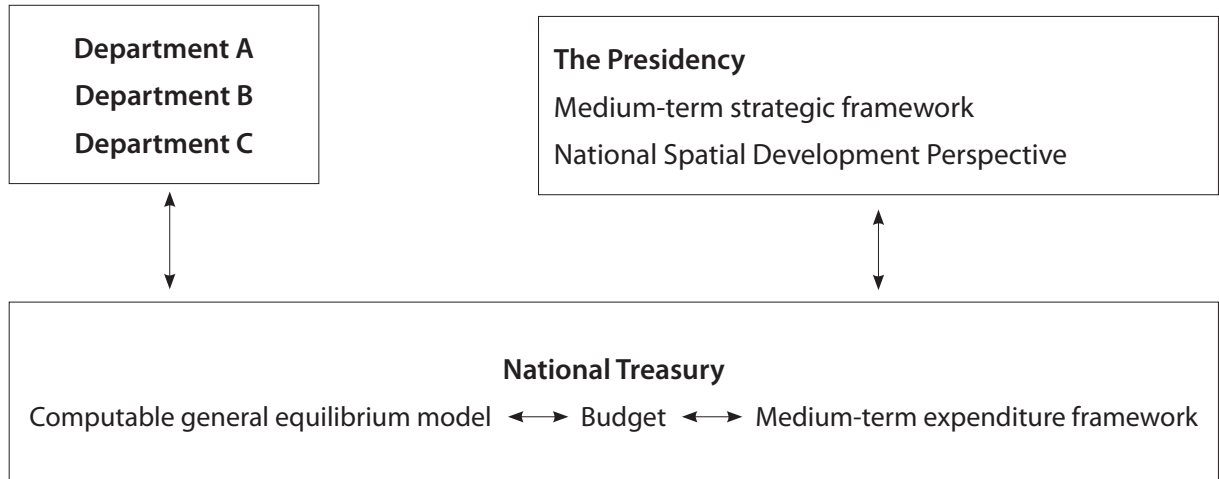 Department A
Department B
Department C
The Presidency
Medium-term strategic framework
National Spatial Development Perspective
National Treasury
Computable general equilibrium model Budget Medium-term expenditure framework